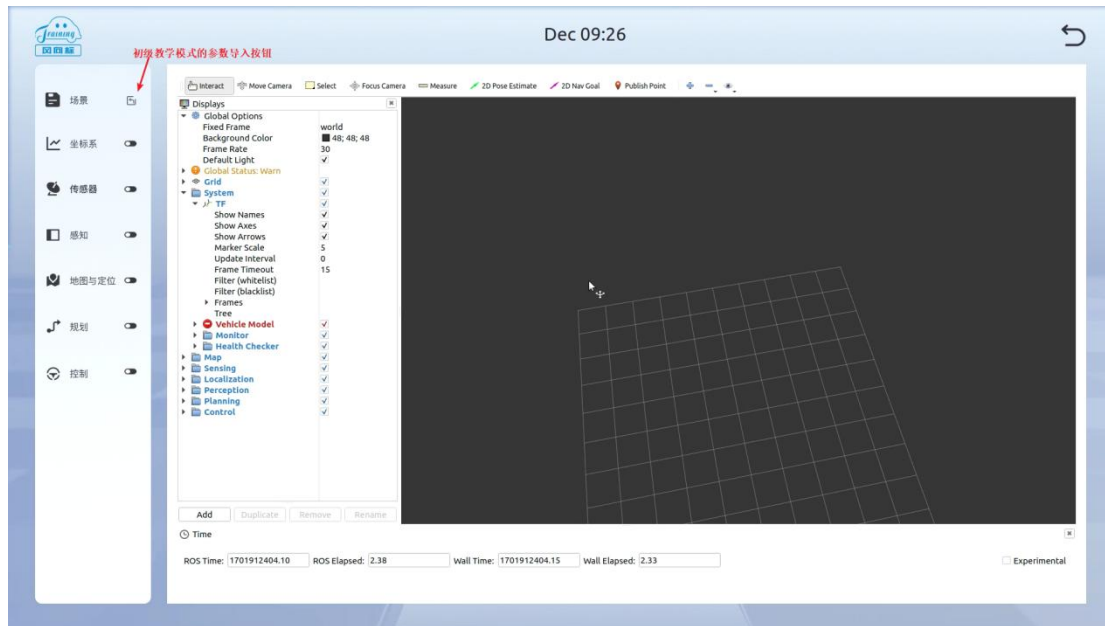 Training
风向标
Dec 09:26
初级教学模式的参数导入按钮
场景
坐标系
传感器
感知
地图与定位
规划
控制
Interact Move Camera Select Focus Camera Measure 2D Pose Estimate 2D Nav Goal Publish Point
Displays
Global Options
Fixed Frame world
Background Color 48; 48; 48
Frame Rate 30
Default Light
Global Status: Warn
Grid
System
TF
Show Names
Show Axes
Show Arrows
Marker Scale 5
Update Interval 0
Frame Timeout 15
Filter (whitelist)
Filter (blacklist)
Frames
Tree
Vehicle Model
Monitor
Health Checker
Map
Sensing
Localization
Perception
Planning
Control
Add Duplicate Remove Rename
Time
ROS Time: 1701912404.10 ROS Elapsed: 2.38 Wall Time: 1701912404.15 Wall Elapsed: 2.33 Experimental